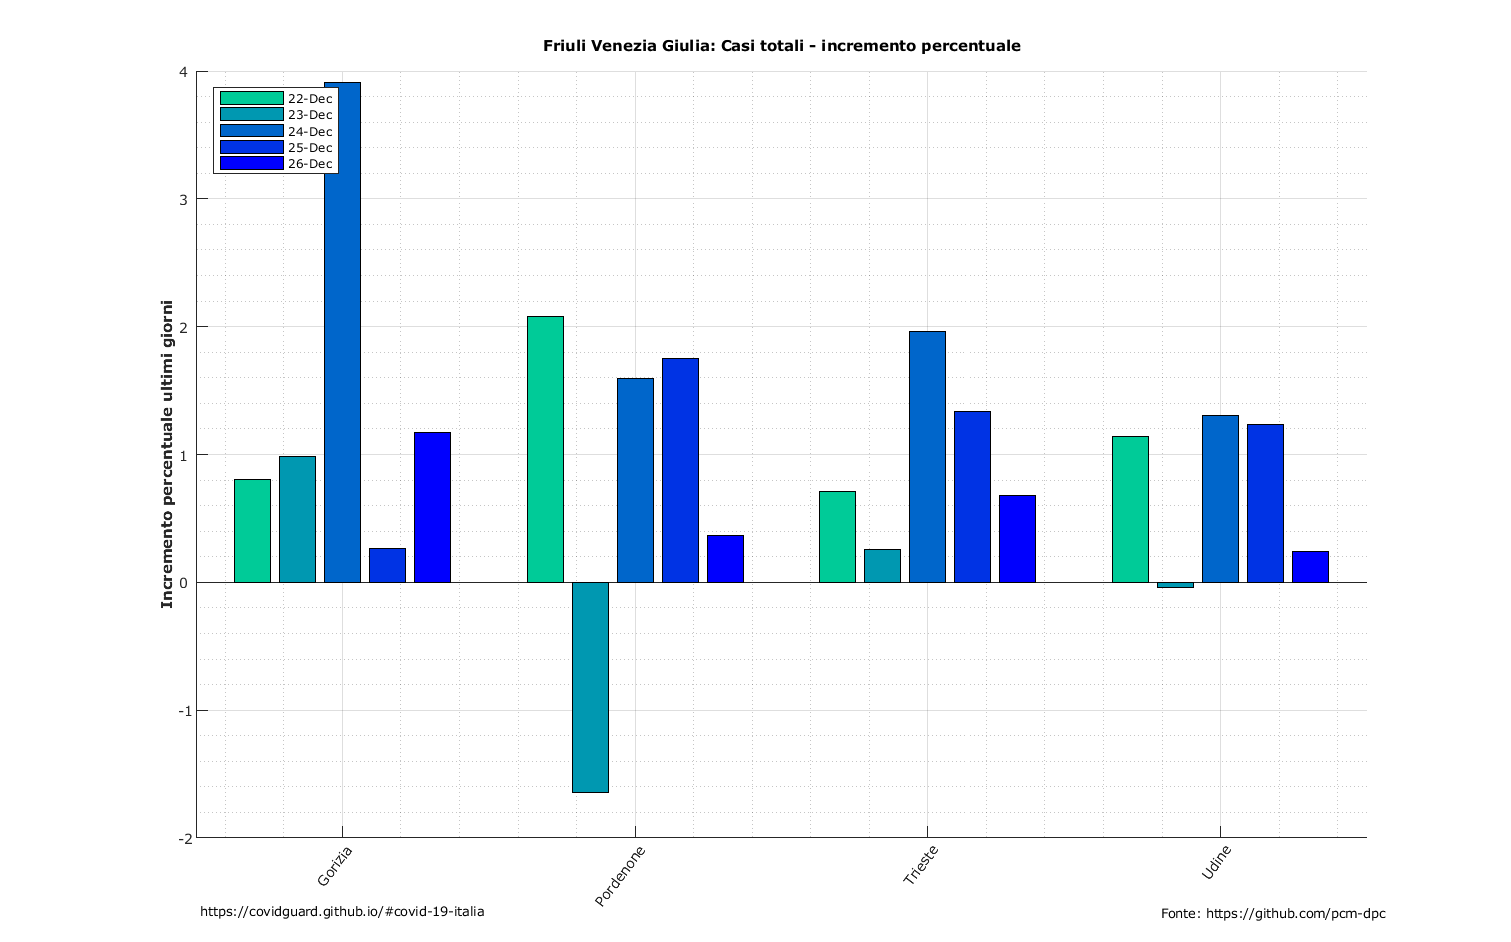 Friuli Venezia Giulia: Casi totali - incremento percentuale
4
3
2
1
0
-1
-2
Incremento percentuale ultimi giorni
22-Dec
23-Dec
24-Dec
25-Dec
26-Dec
Gorizia
Pordenone
Trieste
Udine
https://covidguard.github.io/#covid-19-italia
Fonte: https://github.com/pcm-dpc